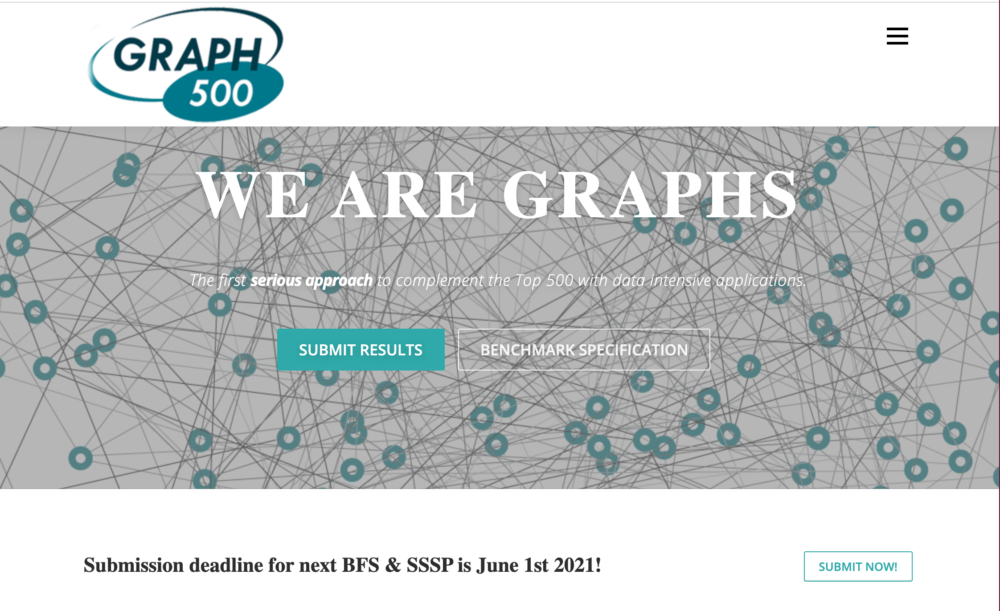 GRAPH
500
WE ARE GRAPHS
The first serious approach to complement the Top 500 with data intensive applications.
SUBMIT RESULTS
BENCHMARK SPECIFICATION
Submission deadline for next BFS & SSSP is June 1st 2021!
SUBMIT NOW!